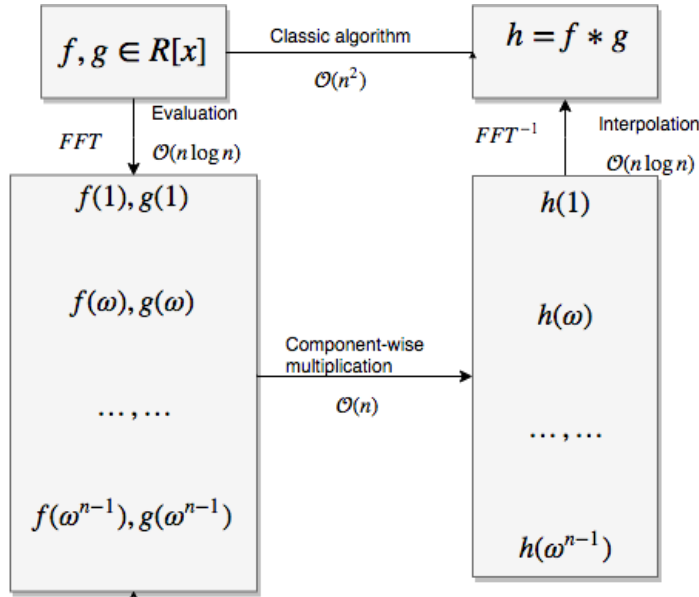 f, g ∈ R[x]
Classic algorithm
𝒪(n²)
h = f * g
FFT
Evaluation
𝒪(n log n)
FFT⁻¹
Interpolation
𝒪(n log n)
f(1), g(1)
f(ω), g(ω)
..., ...
f(ωⁿ⁻¹), g(ωⁿ⁻¹)
Component-wise
multiplication
𝒪(n)
h(1)
h(ω)
..., ...
h(ωⁿ⁻¹)